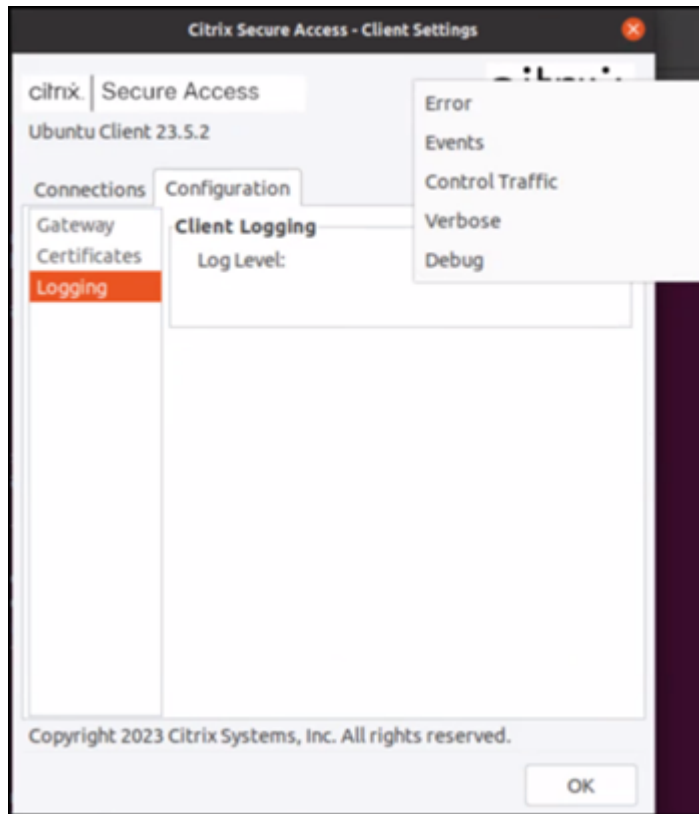 Citrix Secure Access - Client Settings
citrix. | Secure Access
Ubuntu Client 23.5.2
Connections
Configuration
Gateway
Certificates
Logging
Client Logging
Log Level:
Error
Events
Control Traffic
Verbose
Debug
Copyright 2023 Citrix Systems, Inc. All rights reserved.
OK